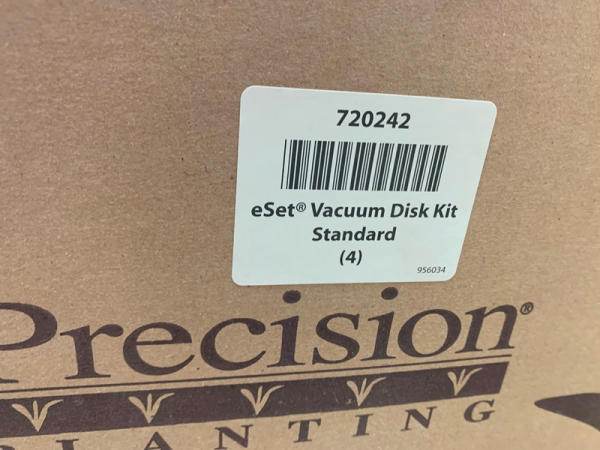 720242
eSet® Vacuum Disk Kit
Standard
(4)
956034
Precision®
PLANTING